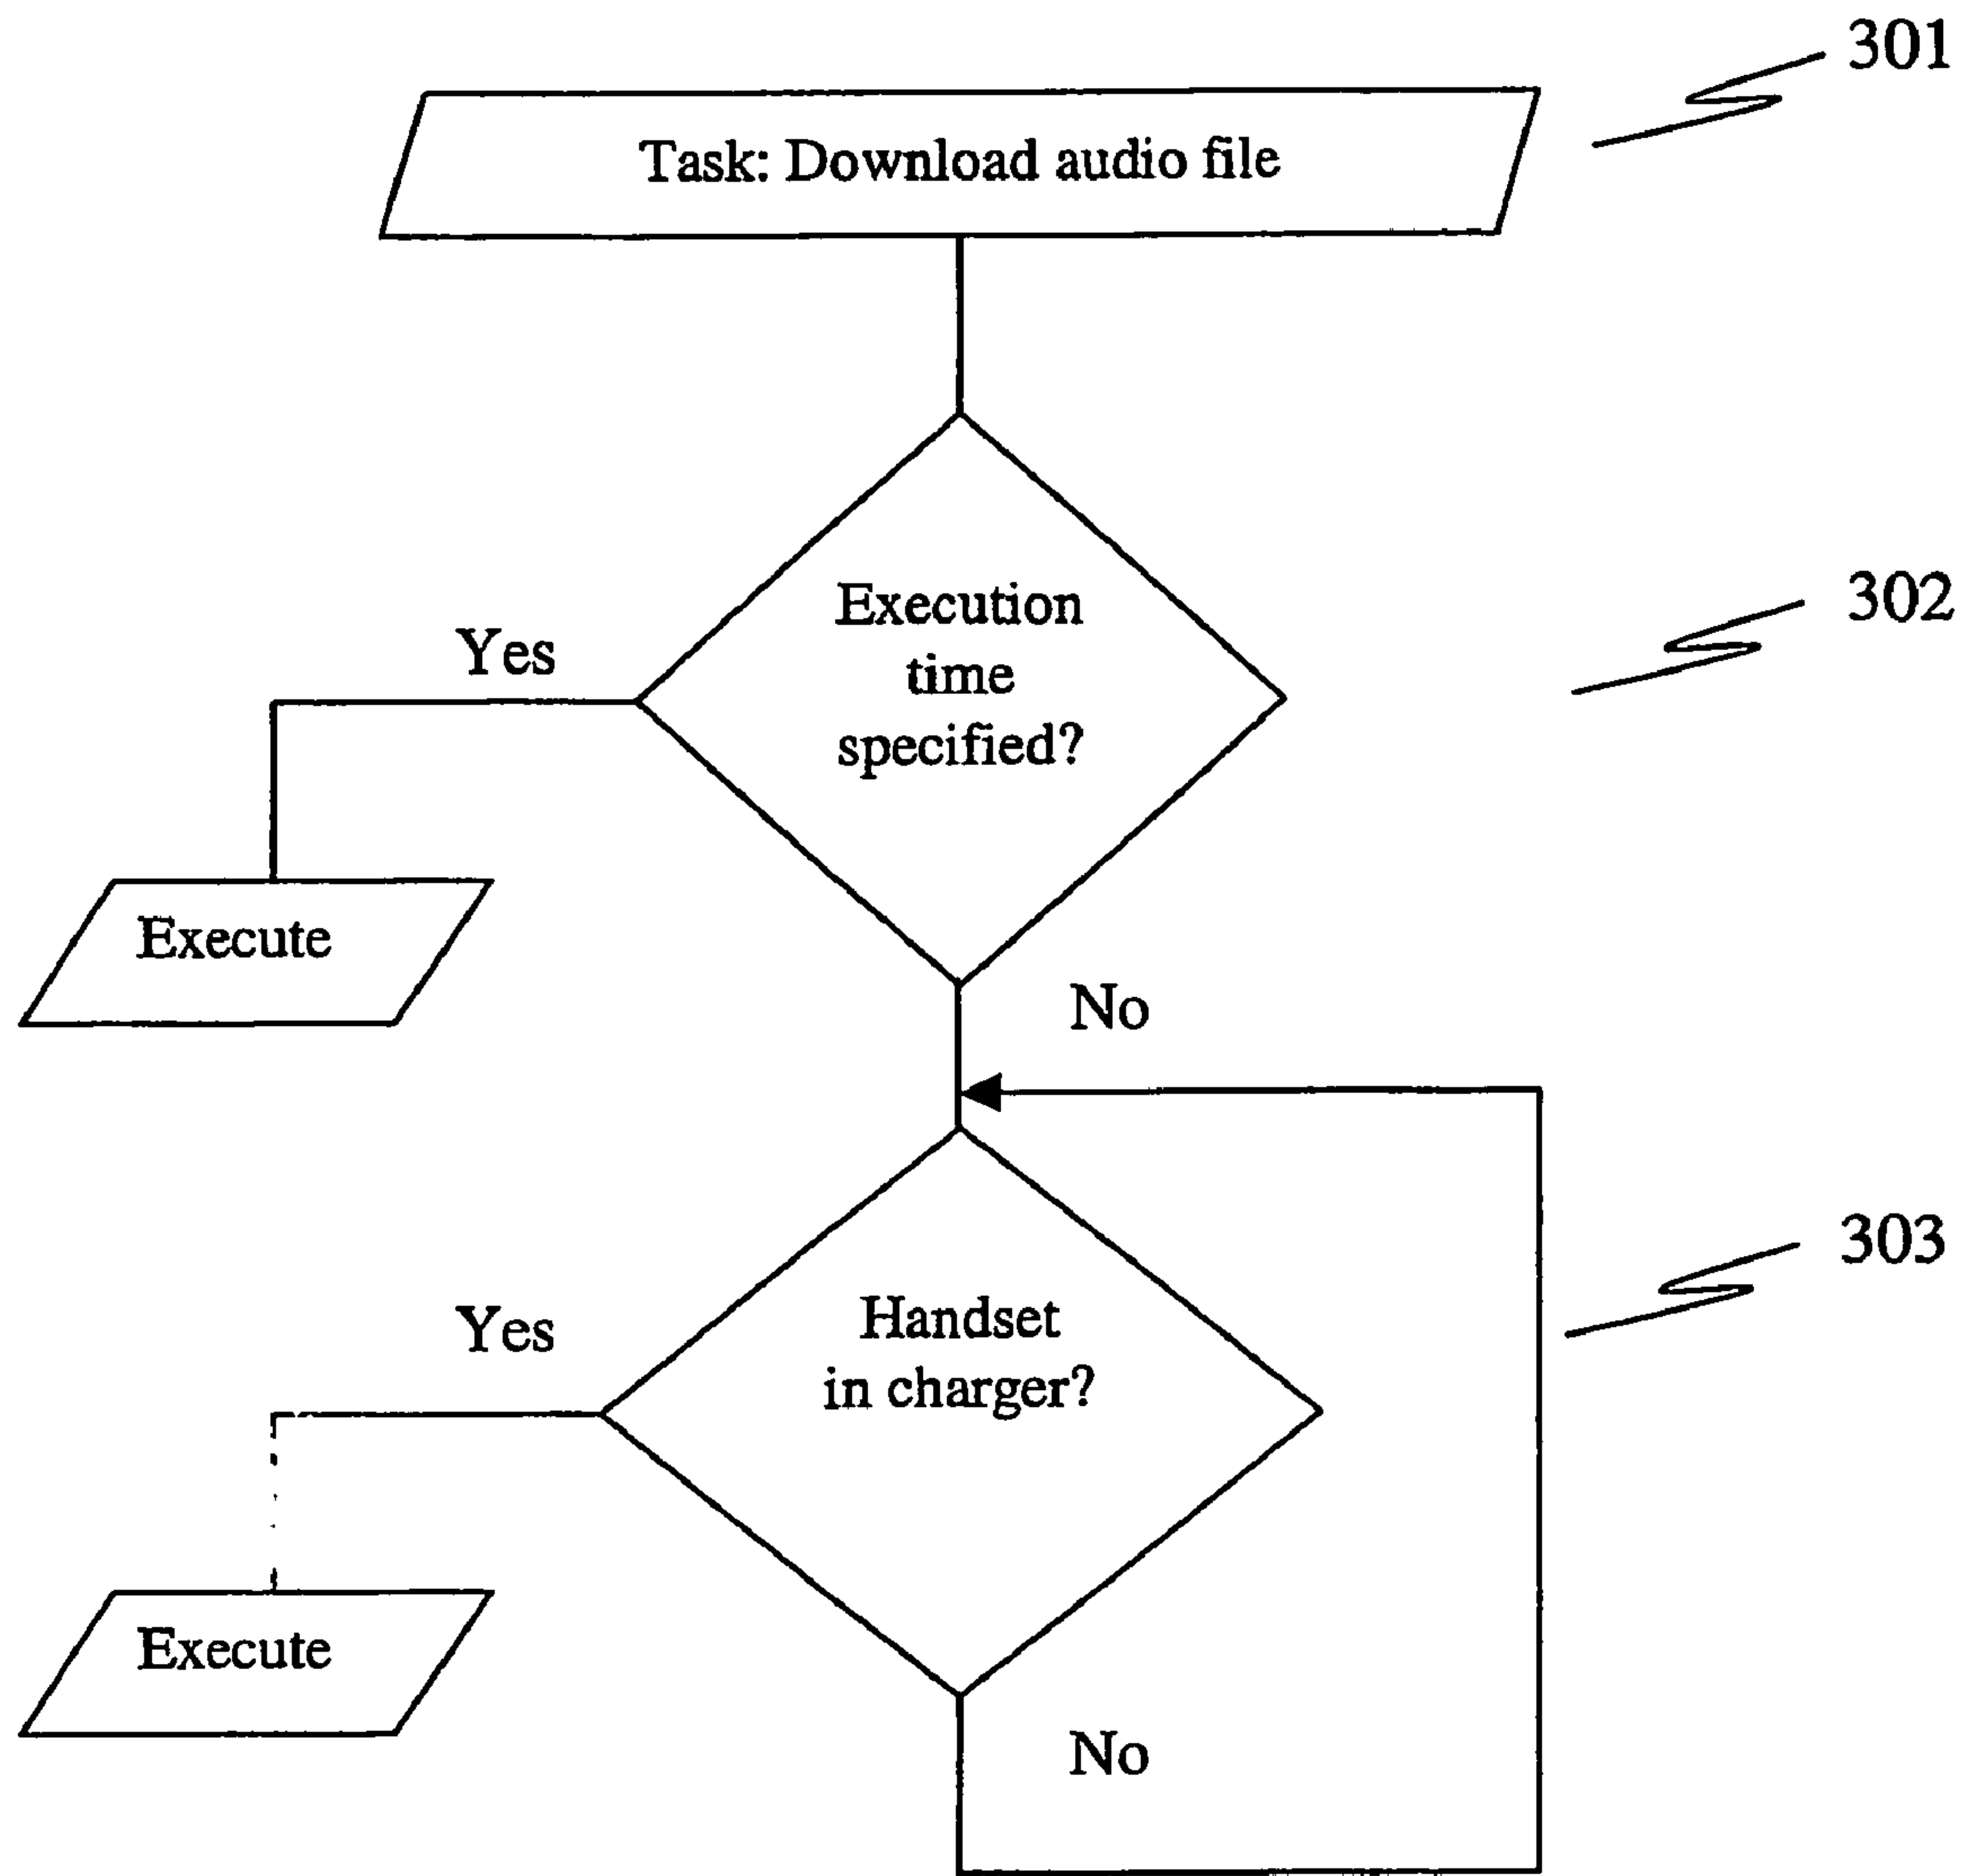 301
Task: Download audio file
302
Execution
time
specified?
Yes
Execute
No
303
Handset
in charger?
Yes
Execute
No